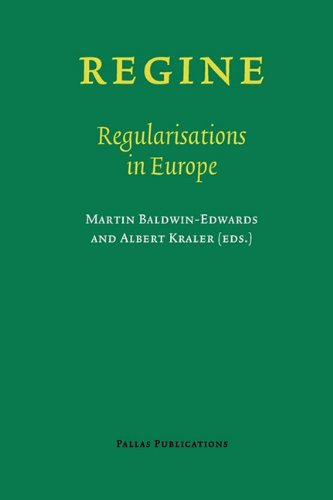 REGINE
Regularisations
in Europe
Martin Baldwin-Edwards
and Albert Kraler (eds.)
Pallas Publications